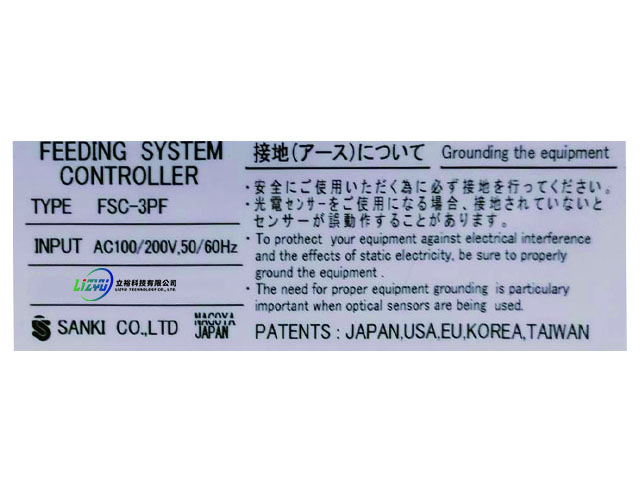 FEEDING SYSTEM
CONTROLLER
TYPE FSC-3PF
INPUT AC100/200V,50/60Hz
LIZYU 立裕科技有限公司
LIZYU TECHNOLOGY CO.,LTD.
SANKI CO.,LTD
NAGOYA
JAPAN
接地(アース)について Grounding the equipment
・安全にご使用いただく為に必ず接地を行ってください。
・光電センサーをご使用になる場合、接地されていないと
センサーが誤動作することがあります。
・To prothect your equipment against electrical interference
and the effects of static electricity, be sure to properly
ground the equipment .
・The need for proper equipment grounding is particulary
important when optical sensors are being used.
PATENTS : JAPAN,USA,EU,KOREA,TAIWAN